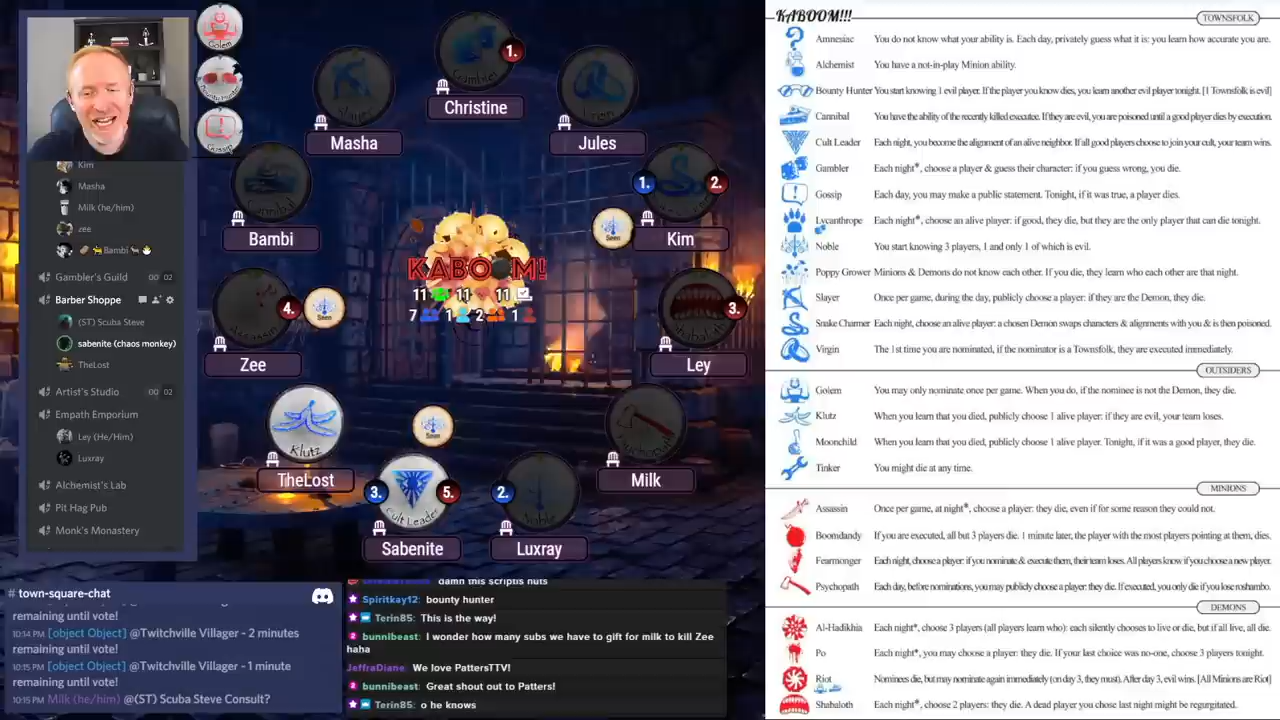 Golem
Bounty Hunter
Gossip
Kim
Masha
Milk (he/him)
zee
Bambi
Gambler's Guild 00 02
Barber Shoppe
(ST) Scuba Steve
sabenite (chaos monkey)
TheLost
Artist's Studio 00 02
Empath Emporium
Ley (He/Him)
Luxray
Alchemist's Lab
Pit Hag Pub
Monk's Monastery
1.
Christine
Masha
Jules
Bambi
1.
2.
Seen
Kim
KABOOM!
11 11 11
7 1 2 1
4.
Seen
Zee
3.
Ley
Klutz
TheLost
Seen
Milk
3.
5.
2.
Sabenite
Luxray
# town-square-chat
remaining until vote!
10:14 PM [object Object] @Twitchville Villager - 2 minutes
remaining until vote!
10:15 PM [object Object] @Twitchville Villager - 1 minute
remaining until vote!
10:15 PM Milk (he/him) @(ST) Scuba Steve Consult?
damn this scripts nuts
Spiritkay12: bounty hunter
Terin85: This is the way!
bunnibeast: I wonder how many subs we have to gift for milk to kill Zee
haha
JeffraDiane: We love PattersTTV!
bunnibeast: Great shout out to Patters!
Terin85: o he knows
KABOOM!!!
TOWNSFOLK
Amnesiac You do not know what your ability is. Each day, privately guess what it is: you learn how accurate you are.
Alchemist You have a not-in-play Minion ability.
Bounty Hunter You start knowing 1 evil player. If the player you know dies, you learn another evil player tonight. [1 Townsfolk is evil]
Cannibal You have the ability of the recently killed executee. If they are evil, you are poisoned until a good player dies by execution.
Cult Leader Each night, you become the alignment of an alive neighbor. If all good players choose to join your cult, your team wins.
Gambler Each night*, choose a player & guess their character: if you guess wrong, you die.
Gossip Each day, you may make a public statement. Tonight, if it was true, a player dies.
Lycanthrope Each night*, choose an alive player: if good, they die, but they are the only player that can die tonight.
Noble You start knowing 3 players, 1 and only 1 of which is evil.
Poppy Grower Minions & Demons do not know each other. If you die, they learn who each other are that night.
Slayer Once per game, during the day, publicly choose a player: if they are the Demon, they die.
Snake Charmer Each night, choose an alive player: a chosen Demon swaps characters & alignments with you & is then poisoned.
Virgin The 1st time you are nominated, if the nominator is a Townsfolk, they are executed immediately.
OUTSIDERS
Golem You may only nominate once per game. When you do, if the nominee is not the Demon, they die.
Klutz When you learn that you died, publicly choose 1 alive player: if they are evil, your team loses.
Moonchild When you learn that you died, publicly choose 1 alive player. Tonight, if it was a good player, they die.
Tinker You might die at any time.
MINIONS
Assassin Once per game, at night*, choose a player: they die, even if for some reason they could not.
Boomdandy If you are executed, all but 3 players die. 1 minute later, the player with the most players pointing at them, dies.
Fearmonger Each night, choose a player: if you nominate & execute them, their team loses. All players know if you choose a new player.
Psychopath Each day, before nominations, you may publicly choose a player: they die. If executed, you only die if you lose roshambo.
DEMONS
Al-Hadikhia Each night*, choose 3 players (all players learn who): each silently chooses to live or die, but if all live, all die.
Po Each night*, you may choose a player: they die. If your last choice was no-one, choose 3 players tonight.
Riot Nominees die, but may nominate again immediately (on day 3, they must). After day 3, evil wins. [All Minions are Riot]
Shabaloth Each night*, choose 2 players: they die. A dead player you chose last night might be regurgitated.